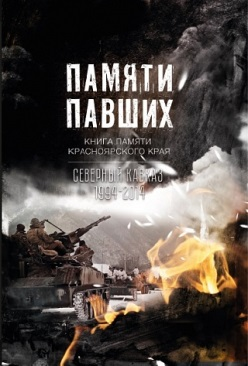 ПАМЯТИ
ПАВШИХ
КНИГА ПАМЯТИ
КРАСНОЯРСКОГО КРАЯ
СЕВЕРНЫЙ КАВКАЗ
1994-2014